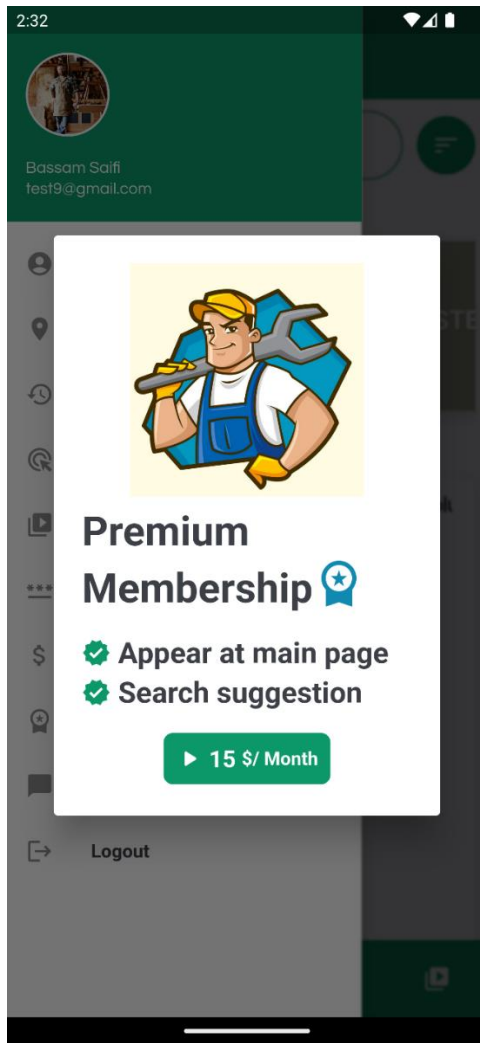 2:32
Bassam Saifi
test9@gmail.com
Premium
Membership
Appear at main page
Search suggestion
15 $/ Month
Logout